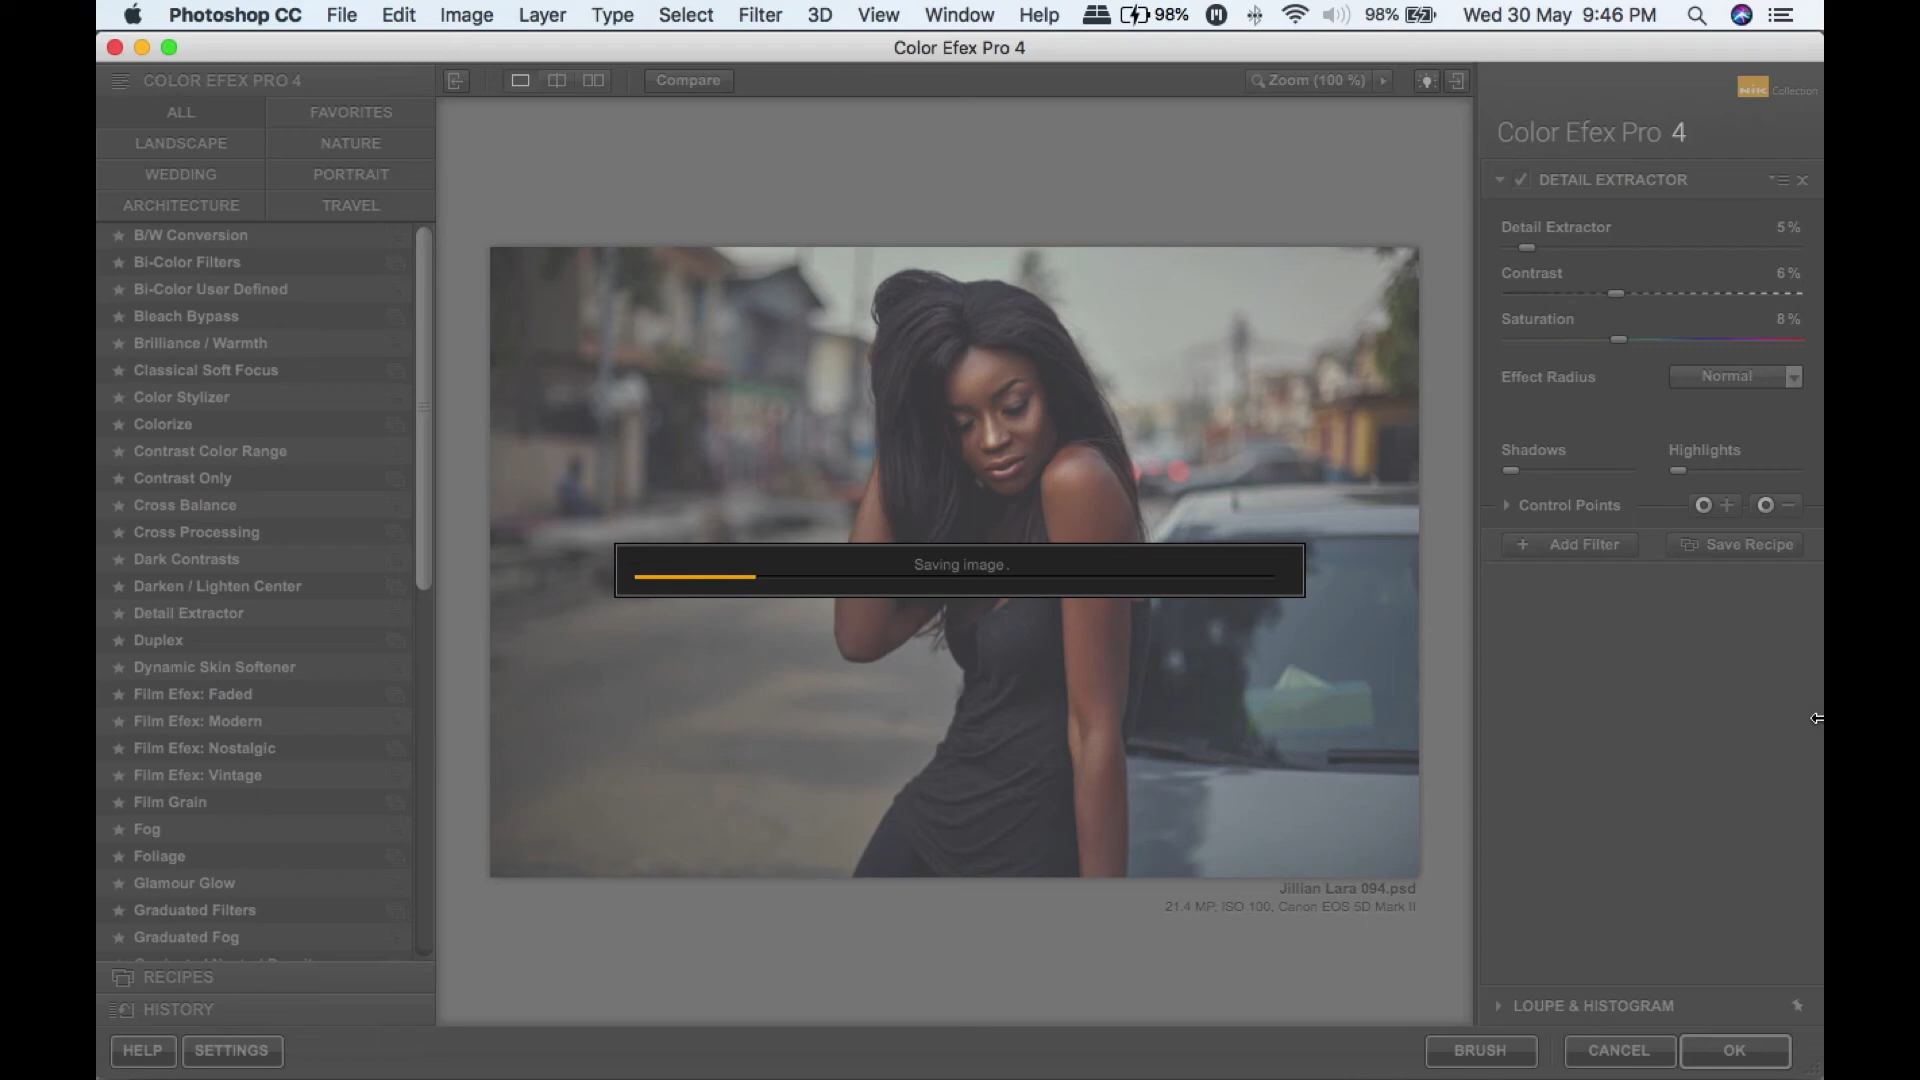 Photoshop CC File Edit Image Layer Type Select Filter 3D View Window Help 98% 98% Wed 30 May 9:46 PM
Color Efex Pro 4
COLOR EFEX PRO 4
Compare
Zoom (100 %)
Nik Collection
ALL FAVORITES
LANDSCAPE NATURE
WEDDING PORTRAIT
ARCHITECTURE TRAVEL
B/W Conversion
Bi-Color Filters
Bi-Color User Defined
Bleach Bypass
Brilliance / Warmth
Classical Soft Focus
Color Stylizer
Colorize
Contrast Color Range
Contrast Only
Cross Balance
Cross Processing
Dark Contrasts
Darken / Lighten Center
Detail Extractor
Duplex
Dynamic Skin Softener
Film Efex: Faded
Film Efex: Modern
Film Efex: Nostalgic
Film Efex: Vintage
Film Grain
Fog
Foliage
Glamour Glow
Graduated Filters
Graduated Fog
RECIPES
HISTORY
HELP SETTINGS
Saving image.
Jillian Lara 094.psd
21.4 MP, ISO 100, Canon EOS 5D Mark II
Color Efex Pro 4
DETAIL EXTRACTOR
Detail Extractor 5%
Contrast 6%
Saturation 8%
Effect Radius Normal
Shadows Highlights
Control Points
Add Filter Save Recipe
LOUPE & HISTOGRAM
BRUSH CANCEL OK